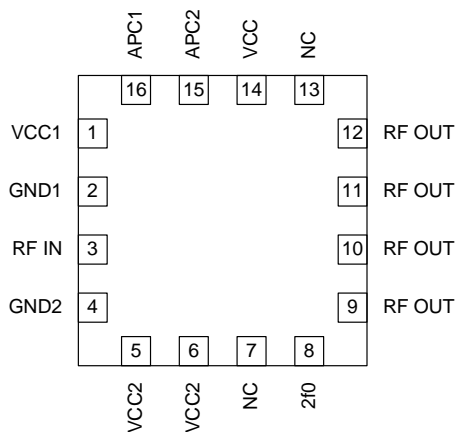 APC1
APC2
VCC
NC
16
15
14
13
VCC1
1
12
RF OUT
GND1
2
11
RF OUT
RF IN
3
10
RF OUT
GND2
4
9
RF OUT
5
6
7
8
VCC2
VCC2
NC
2f0